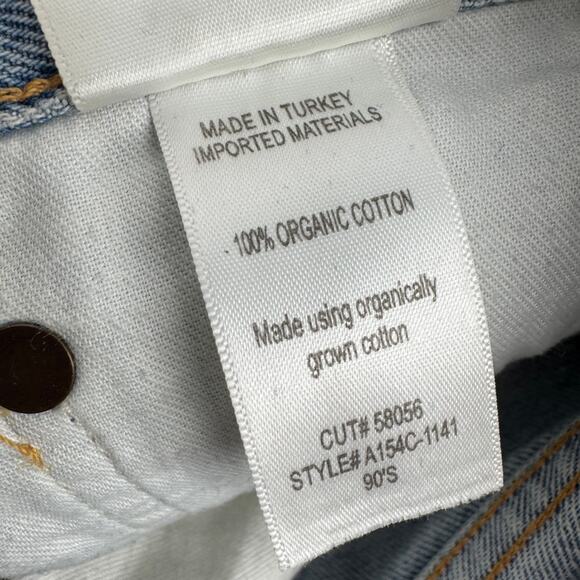 MADE IN TURKEY
IMPORTED MATERIALS
100% ORGANIC COTTON
Made using organically
grown cotton
CUT# 58056
STYLE# A154C-1141
90'S